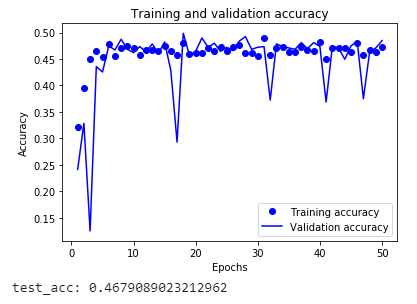 Training and validation accuracy
0.50
0.45
0.40
0.35
0.30
0.25
0.20
0.15
Accuracy
Training accuracy
Validation accuracy
0 10 20 30 40 50
Epochs
test_acc: 0.4679089023212962